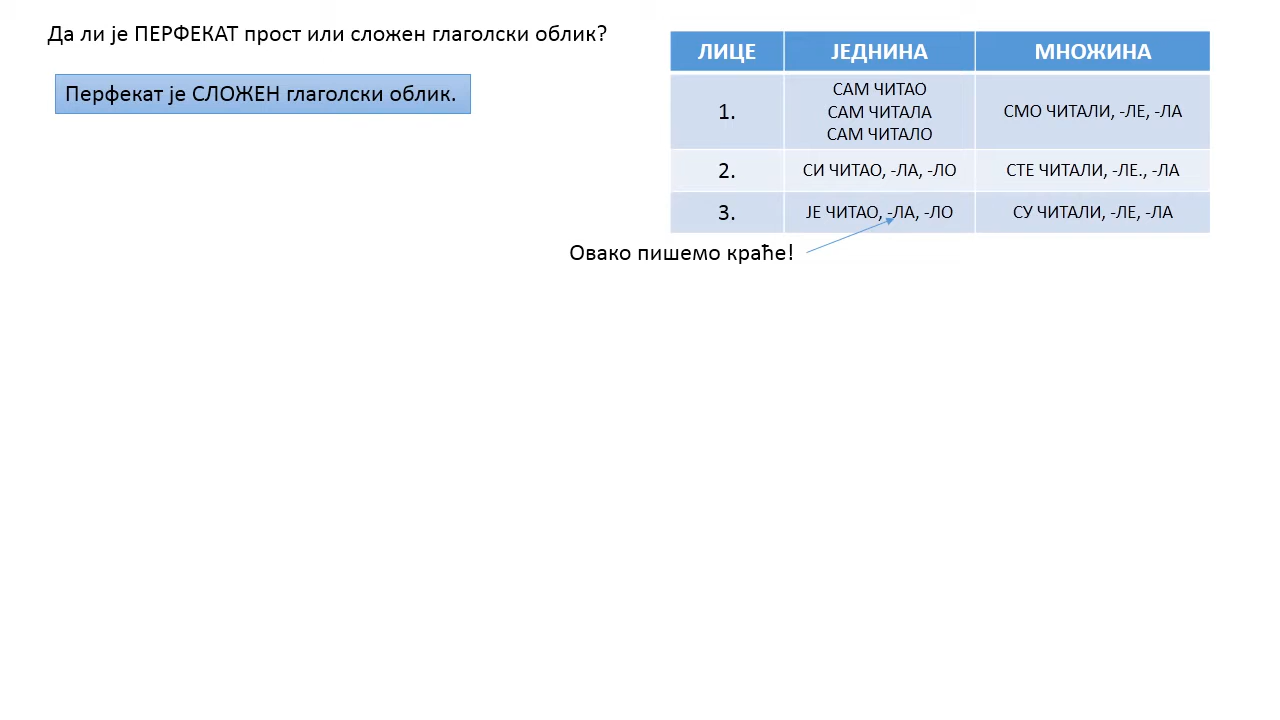 Да ли је ПЕРФЕКАТ прост или сложен глаголски облик?
Перфекат је СЛОЖЕН глаголски облик.
ЛИЦЕ ЈЕДНИНА МНОЖИНА
1. САМ ЧИТАО
САМ ЧИТАЛА
САМ ЧИТАЛО
СМО ЧИТАЛИ, -ЛЕ, -ЛА
2. СИ ЧИТАО, -ЛА, -ЛО СТЕ ЧИТАЛИ, -ЛЕ., -ЛА
3. ЈЕ ЧИТАО, -ЛА, -ЛО СУ ЧИТАЛИ, -ЛЕ, -ЛА
Овако пишемо краће!